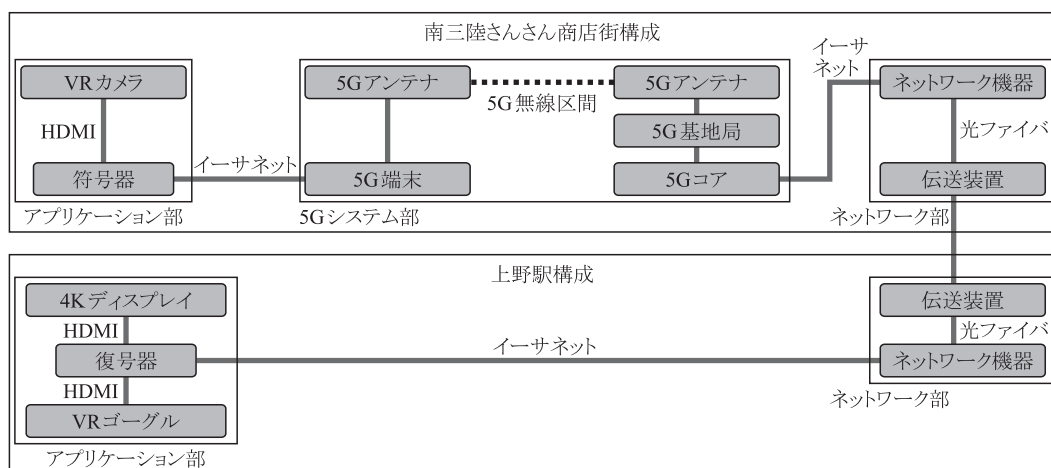 南三陸さんさん商店街構成
VRカメラ
HDMI
符号器
アプリケーション部
イーサネット
5Gアンテナ
5G端末
5G無線区間
5Gアンテナ
5G基地局
5Gコア
5Gシステム部
イーサ
ネット
ネットワーク機器
光ファイバ
伝送装置
ネットワーク部
上野駅構成
4Kディスプレイ
HDMI
復号器
HDMI
VRゴーグル
アプリケーション部
イーサネット
伝送装置
光ファイバ
ネットワーク機器
ネットワーク部